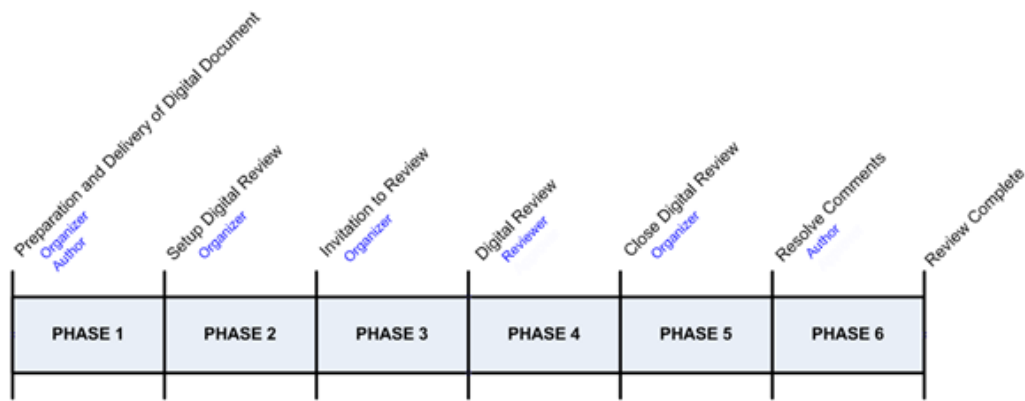 Preparation and Delivery of Digital Document
Organizer
Author
Setup Digital Review
Organizer
Invitation to Review
Organizer
Digital Review
Reviewer
Close Digital Review
Organizer
Resolve Comments
Author
Review Complete
PHASE 1
PHASE 2
PHASE 3
PHASE 4
PHASE 5
PHASE 6